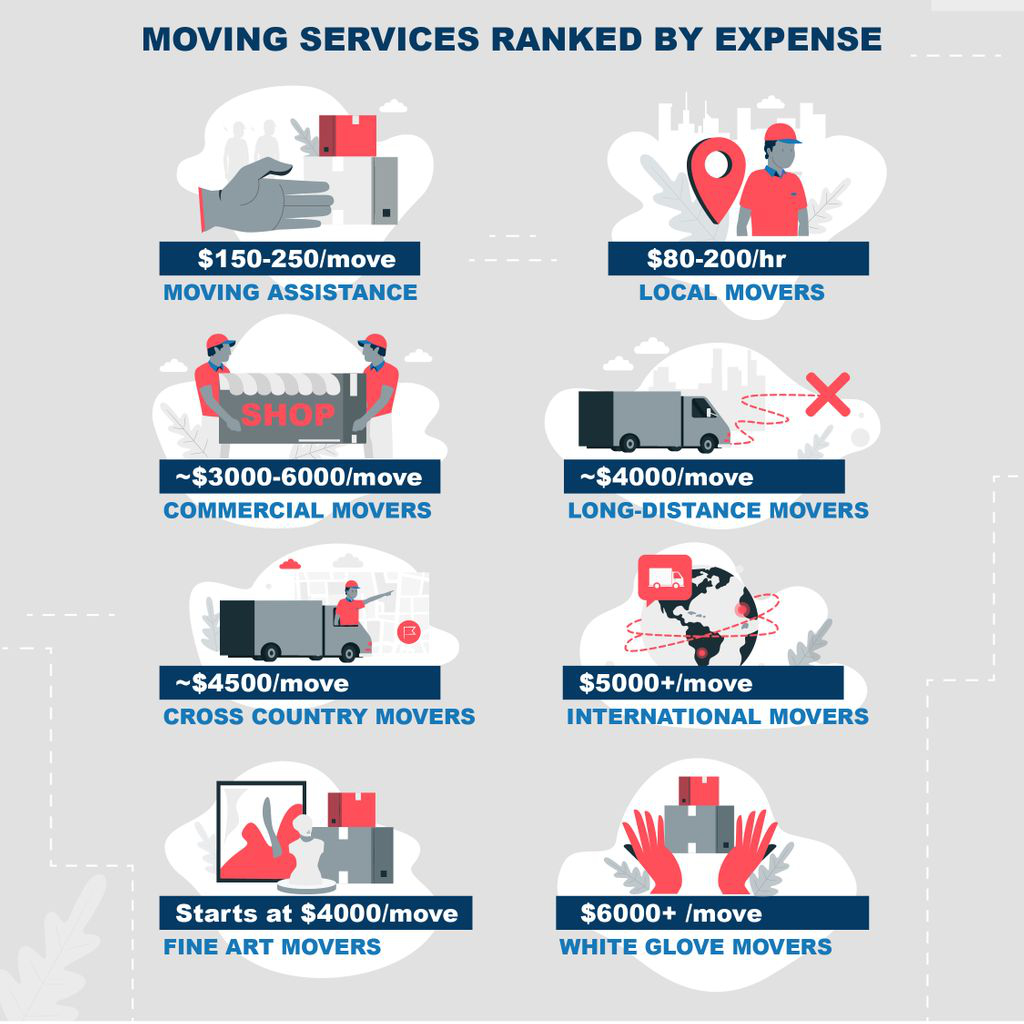 MOVING SERVICES RANKED BY EXPENSE
$150-250/move
MOVING ASSISTANCE
$80-200/hr
LOCAL MOVERS
SHOP
~$3000-6000/move
COMMERCIAL MOVERS
~$4000/move
LONG-DISTANCE MOVERS
~$4500/move
CROSS COUNTRY MOVERS
$5000+/move
INTERNATIONAL MOVERS
Starts at $4000/move
FINE ART MOVERS
$6000+ /move
WHITE GLOVE MOVERS